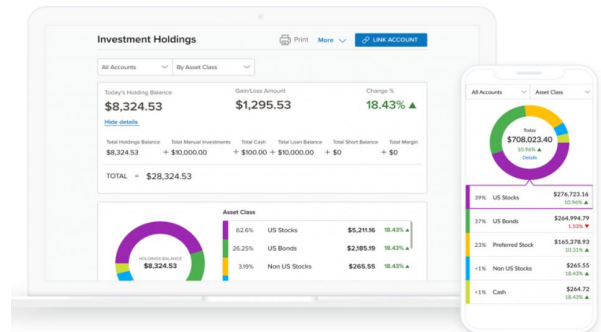 Investment Holdings
Print More LINK ACCOUNT
All Accounts By Asset Class
Today's Holding Balance Gain/Loss Amount Change %
$8,324.53 $1,295.53 18.43% ▲
Hide details
Total Holdings Balance Total Manual Investments Total Cash Total Loan Balance Total Short Balance Total Margin
$8,324.53 + $10,000.00 + $100.00 + $10,000.00 + $0 + $0
TOTAL = $28,324.53
Asset Class
62.6% US Stocks $5,211.16 18.43% ▲
26.25% US Bonds $2,185.19 18.43% ▲
3.19% Non US Stocks $265.55 18.43% ▲
HOLDINGS BALANCE
$8,324.53
All Accounts Asset Class
Today
$708,023.40
10.96% ▲
Details
39% US Stocks $276,723.16
10.96% ▲
37% US Bonds $264,994.79
1.53% ▼
23% Preferred Stock $165,378.93
10.31% ▲
<1% Non US Stocks $265.55
18.43% ▲
<1% Cash $264.72
18.43% ▲